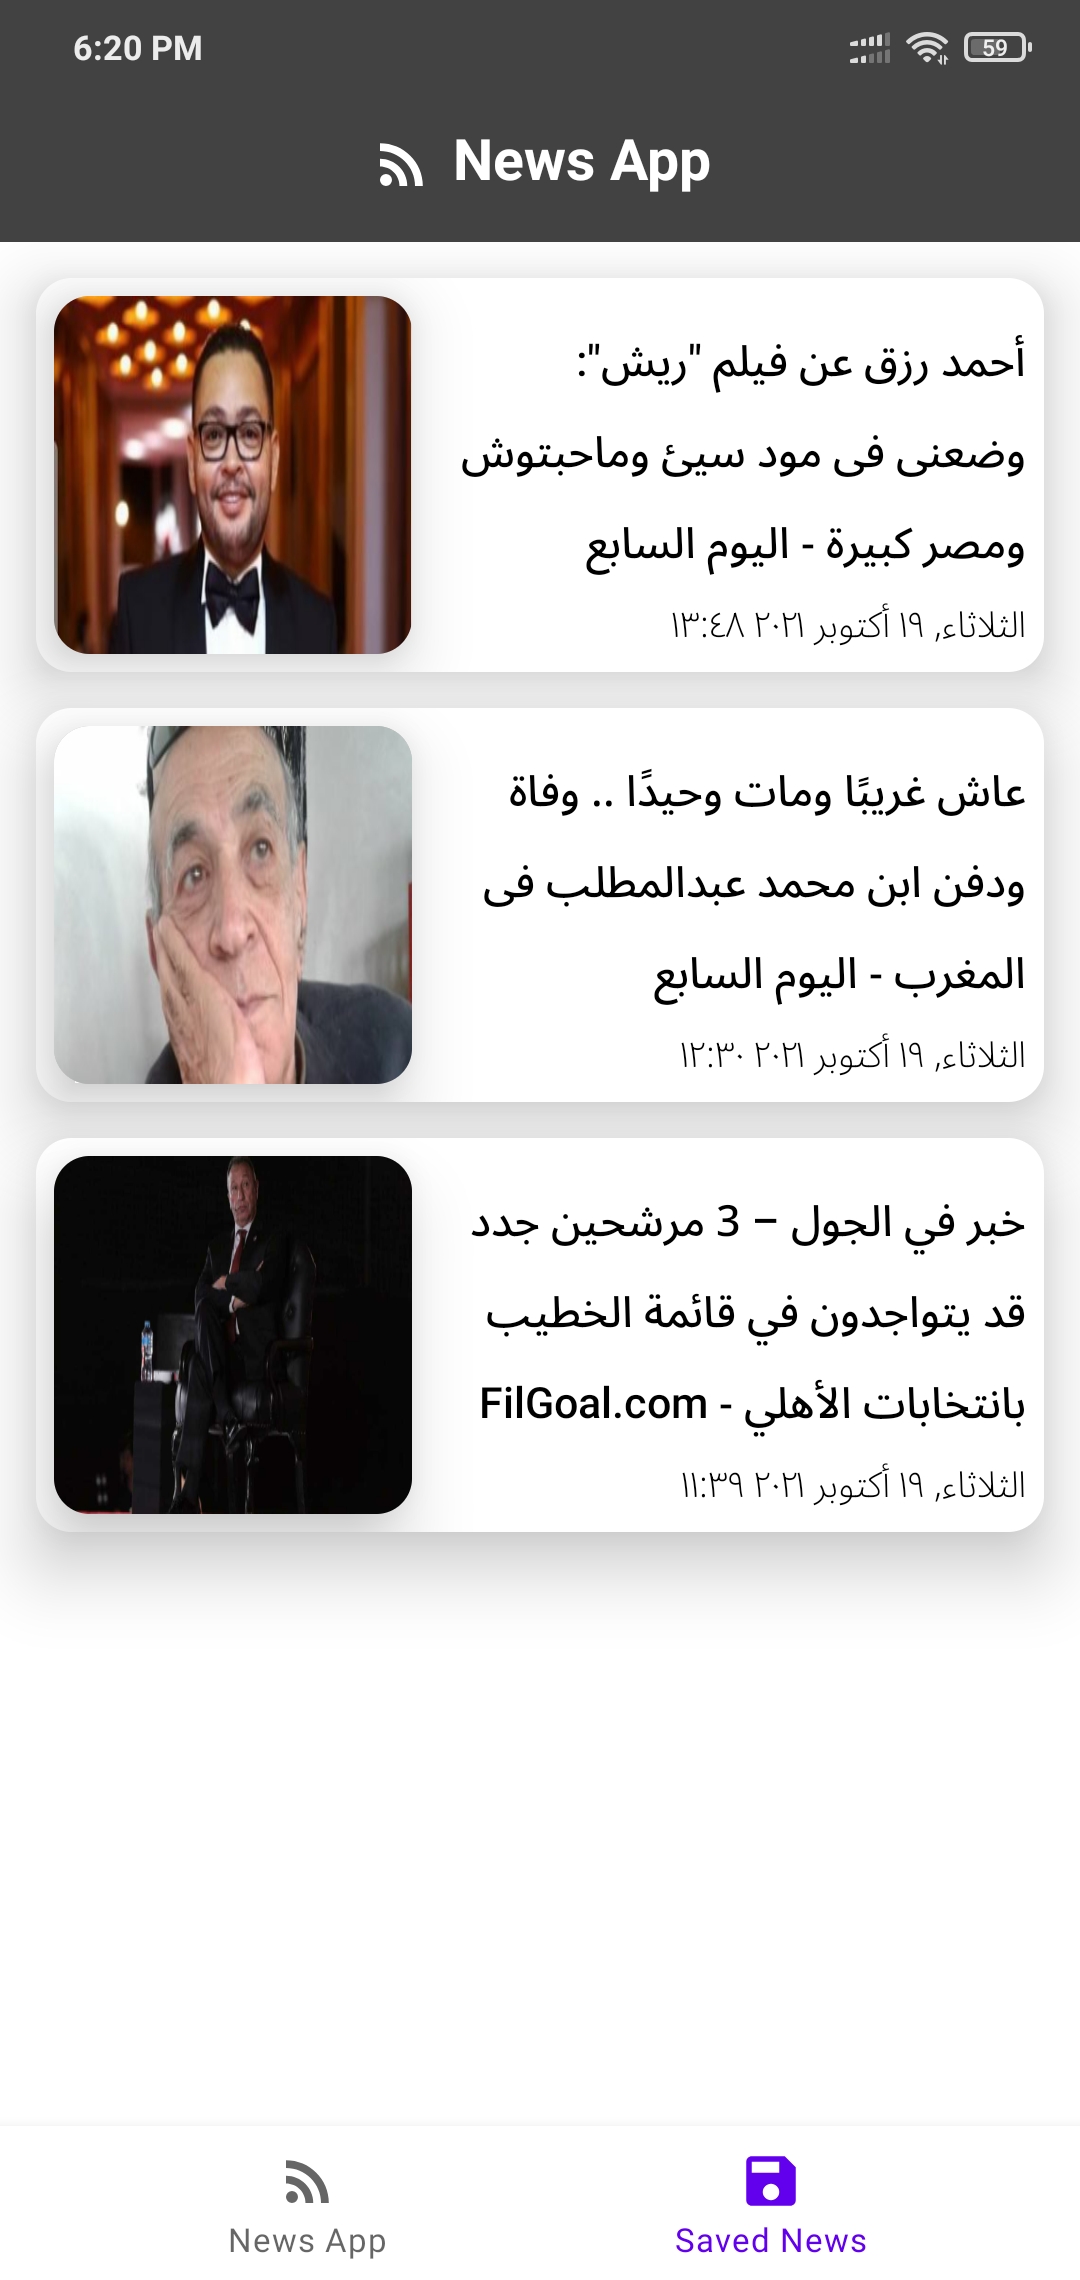 6:20 PM
59
News App
أحمد رزق عن فيلم "ريش":
وضعنى فى مود سيئ وماحبتوش
ومصر كبيرة - اليوم السابع
الثلاثاء, ١٩ أكتوبر ٢٠٢١ ١٣:٤٨
عاش غريبًا ومات وحيدًا .. وفاة
ودفن ابن محمد عبدالمطلب فى
المغرب - اليوم السابع
الثلاثاء, ١٩ أكتوبر ٢٠٢١ ١٢:٣٠
خبر في الجول – 3 مرشحين جدد
قد يتواجدون في قائمة الخطيب
بانتخابات الأهلي - FilGoal.com
الثلاثاء, ١٩ أكتوبر ٢٠٢١ ١١:٣٩
News App
Saved News